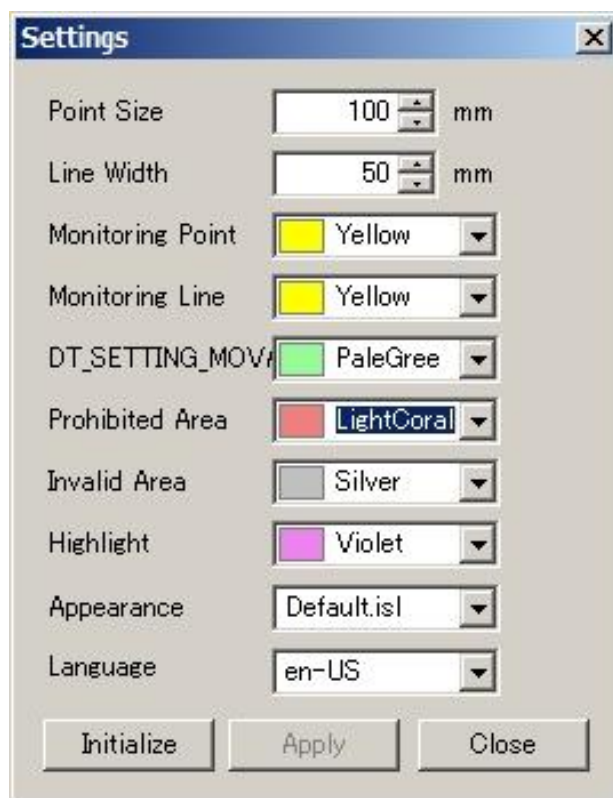 Settings
Point Size 100 mm
Line Width 50 mm
Monitoring Point Yellow
Monitoring Line Yellow
DT_SETTING_MOVA PaleGree
Prohibited Area LightCoral
Invalid Area Silver
Highlight Violet
Appearance Default.isl
Language en-US
Initialize Apply Close